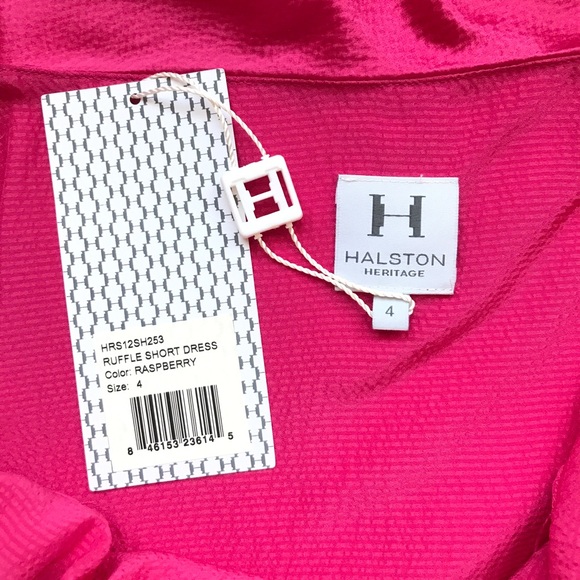 H
H
HALSTON
HERITAGE
4
HRS12SH253
RUFFLE SHORT DRESS
Color: RASPBERRY
Size: 4
8 46153 23614 5